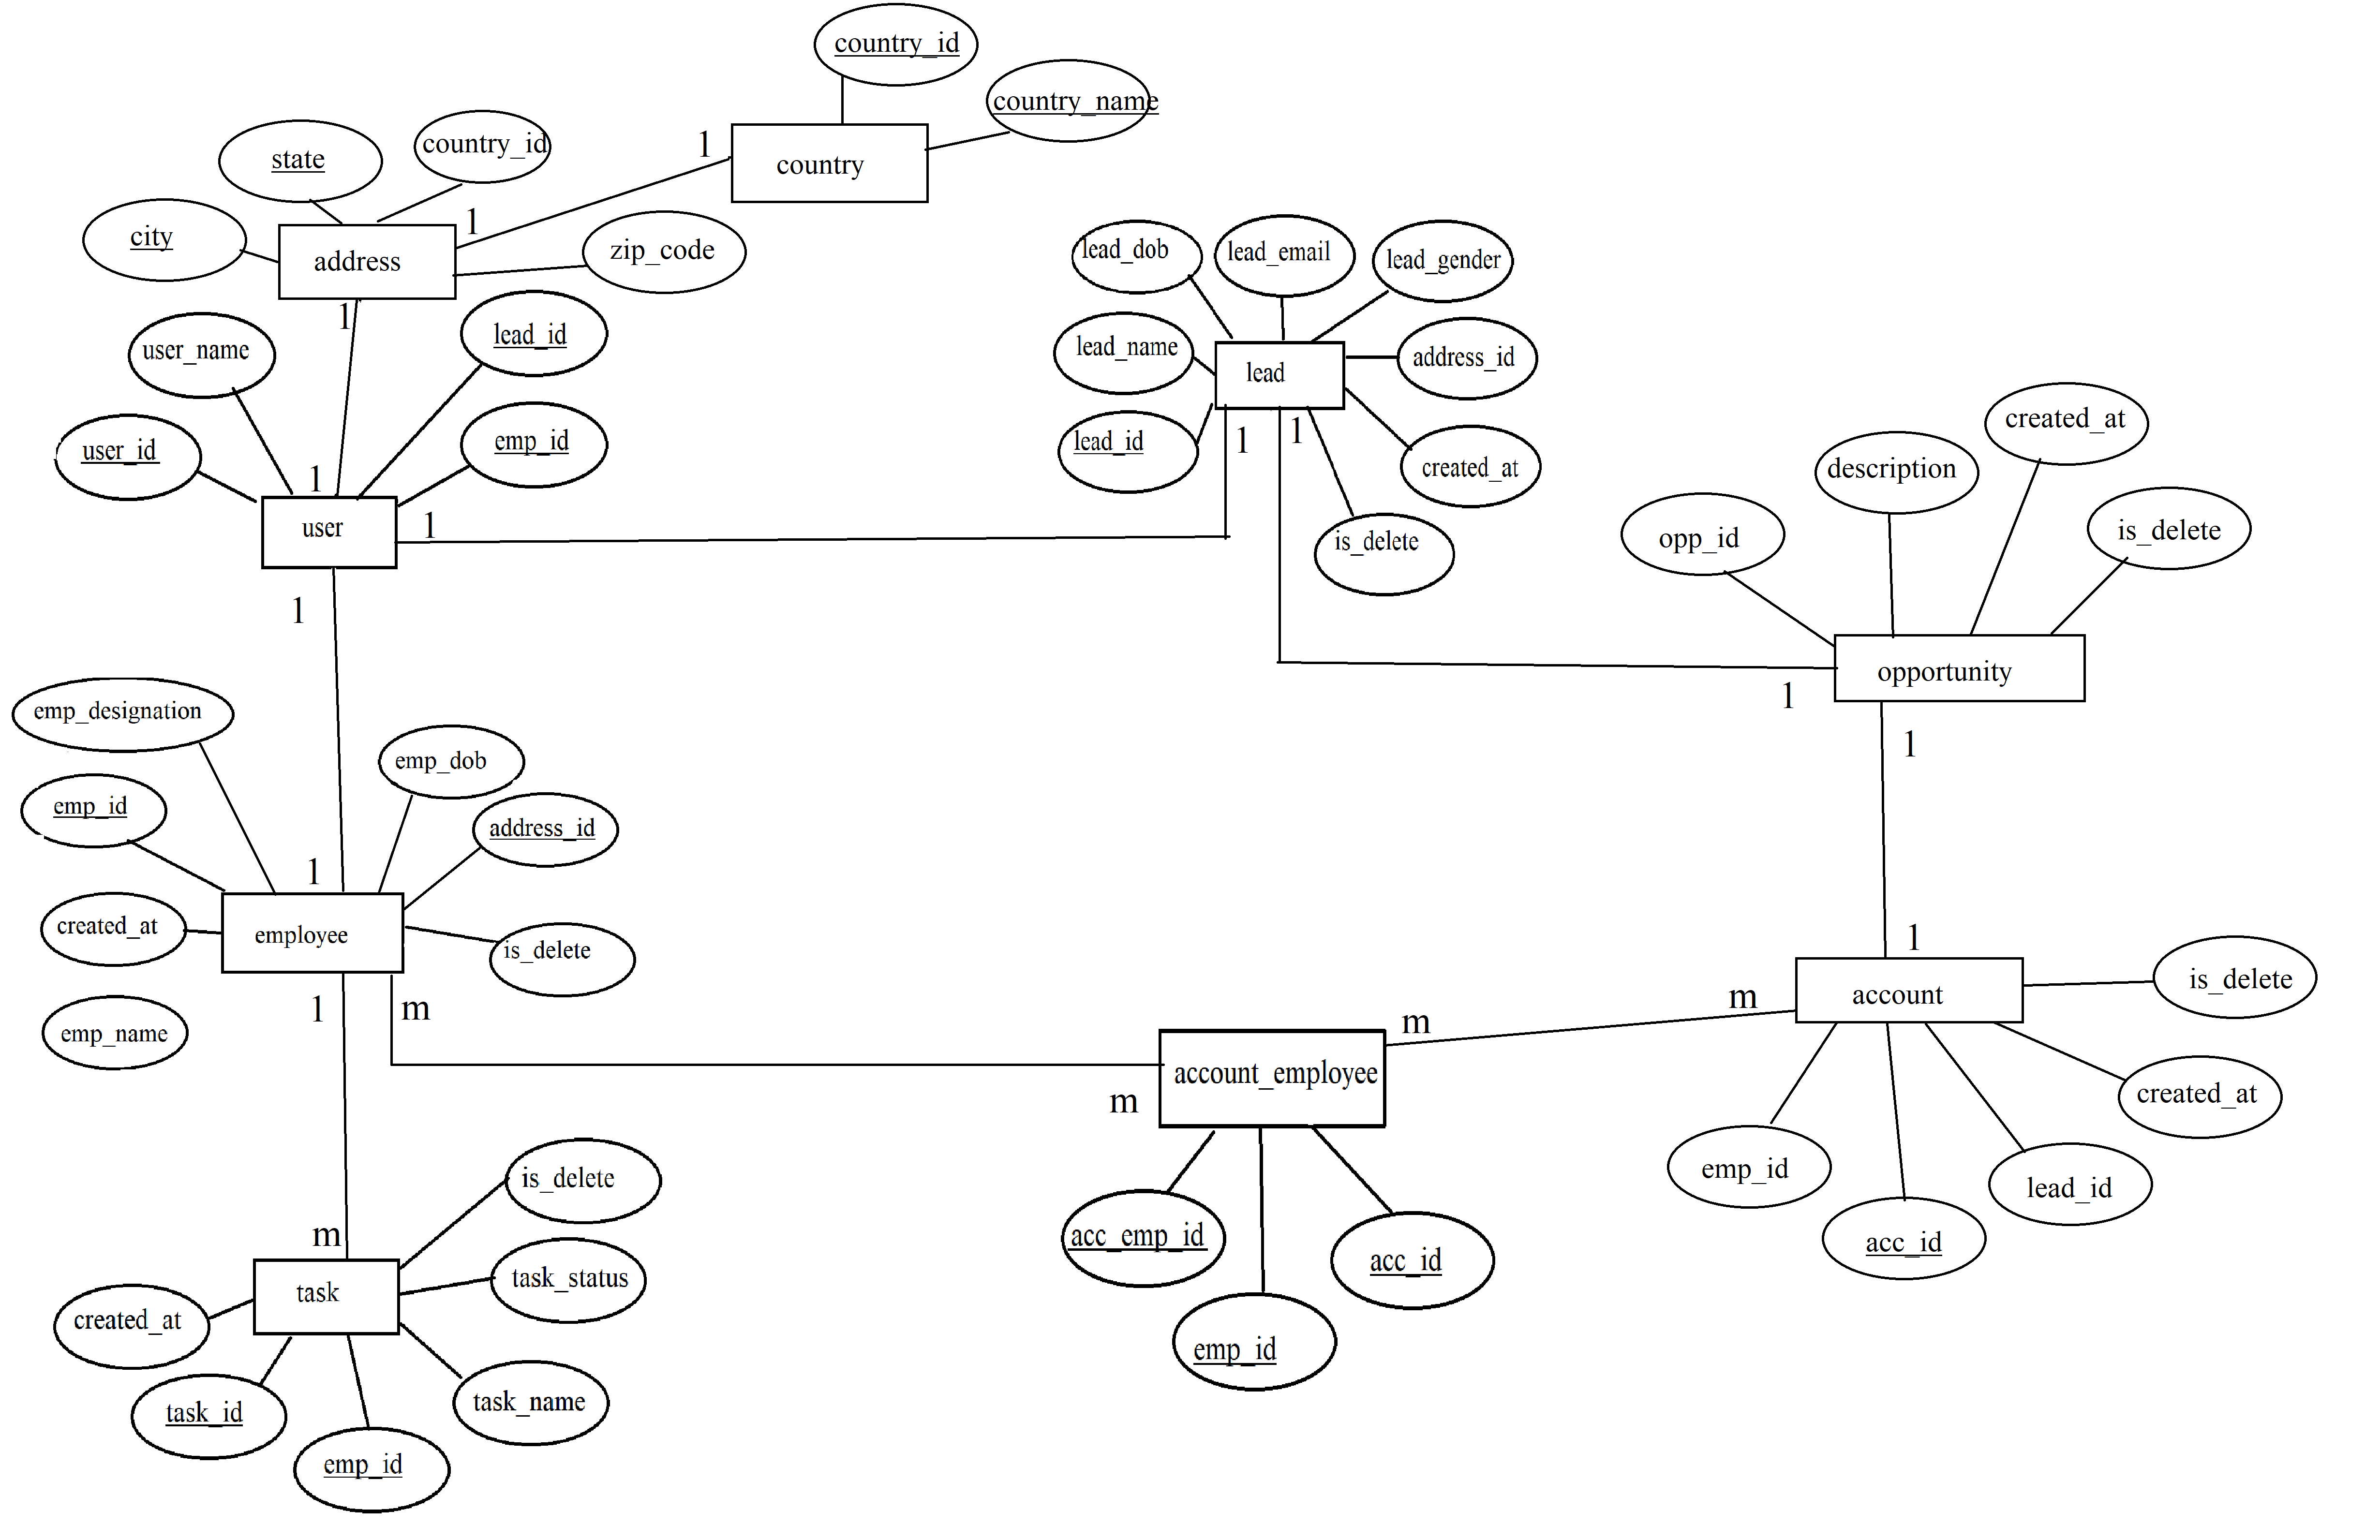 country_id
country_name
country
1
state
country_id
1
city
address
zip_code
1
user_name
lead_id
user_id
emp_id
1
user
1
lead_dob
lead_email
lead_gender
lead_name
lead
address_id
lead_id
1
1
created_at
is_delete
created_at
description
is_delete
opp_id
opportunity
1
1
1
emp_designation
emp_dob
emp_id
address_id
1
created_at
employee
is_delete
emp_name
1
m
1
account
is_delete
m
m
account_employee
m
created_at
emp_id
lead_id
acc_id
acc_emp_id
acc_id
emp_id
is_delete
m
task_status
task
created_at
task_name
task_id
emp_id